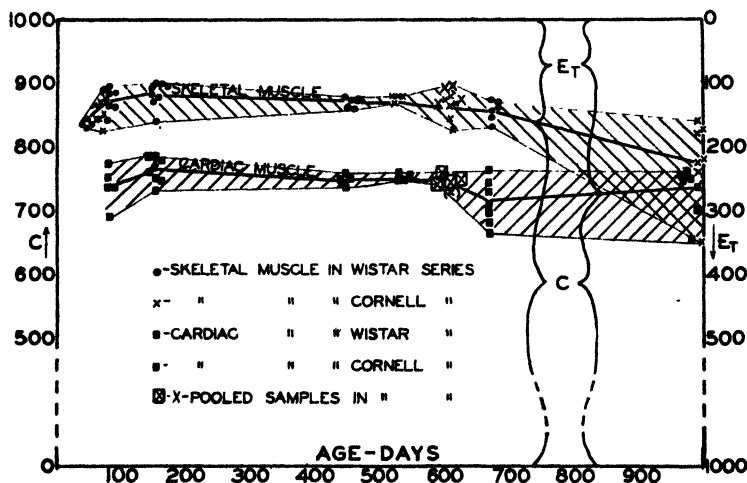 1000
0
900
100
800
200
700
300
600
400
500
500
0
1000
C
E_T
E_T
C
SKELETAL MUSCLE
CARDIAC MUSCLE
•-SKELETAL MUSCLE IN WISTAR SERIES
×- " " " CORNELL "
■-CARDIAC " " WISTAR "
■- " " " CORNELL "
⊠-X-POOLED SAMPLES IN " "
AGE-DAYS
100 200 400 500 700 800 900